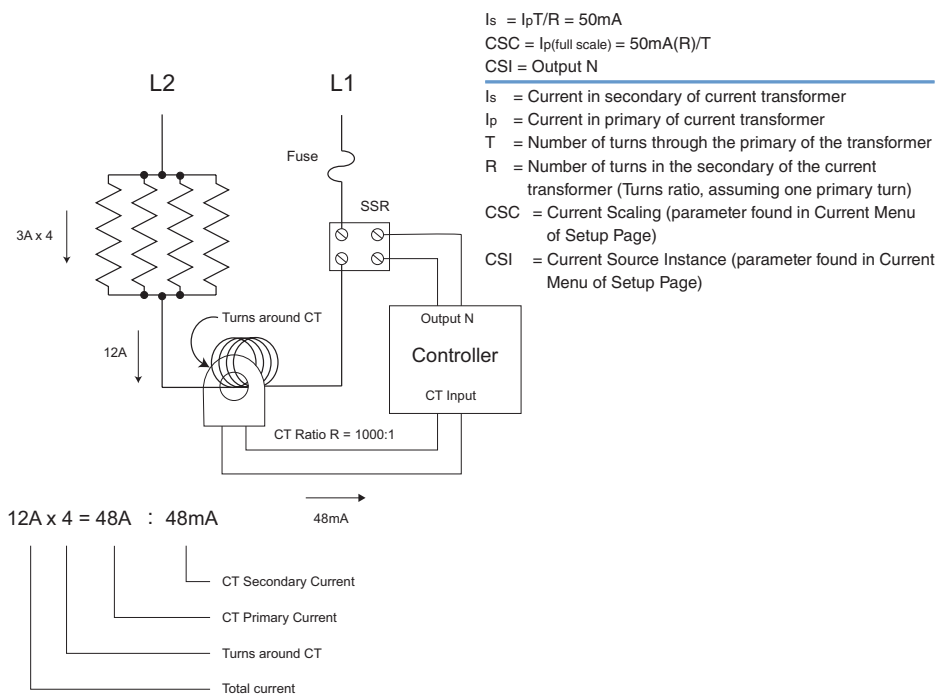 Is = IpT/R = 50mA
CSC = Ip(full scale) = 50mA(R)/T
CSI = Output N
Is = Current in secondary of current transformer
Ip = Current in primary of current transformer
T = Number of turns through the primary of the transformer
R = Number of turns in the secondary of the current
transformer (Turns ratio, assuming one primary turn)
CSC = Current Scaling (parameter found in Current Menu
of Setup Page)
CSI = Current Source Instance (parameter found in Current
Menu of Setup Page)
L2
L1
Fuse
SSR
3A x 4
Turns around CT
Output N
12A
Controller
CT Input
CT Ratio R = 1000:1
48mA
12A x 4 = 48A : 48mA
CT Secondary Current
CT Primary Current
Turns around CT
Total current